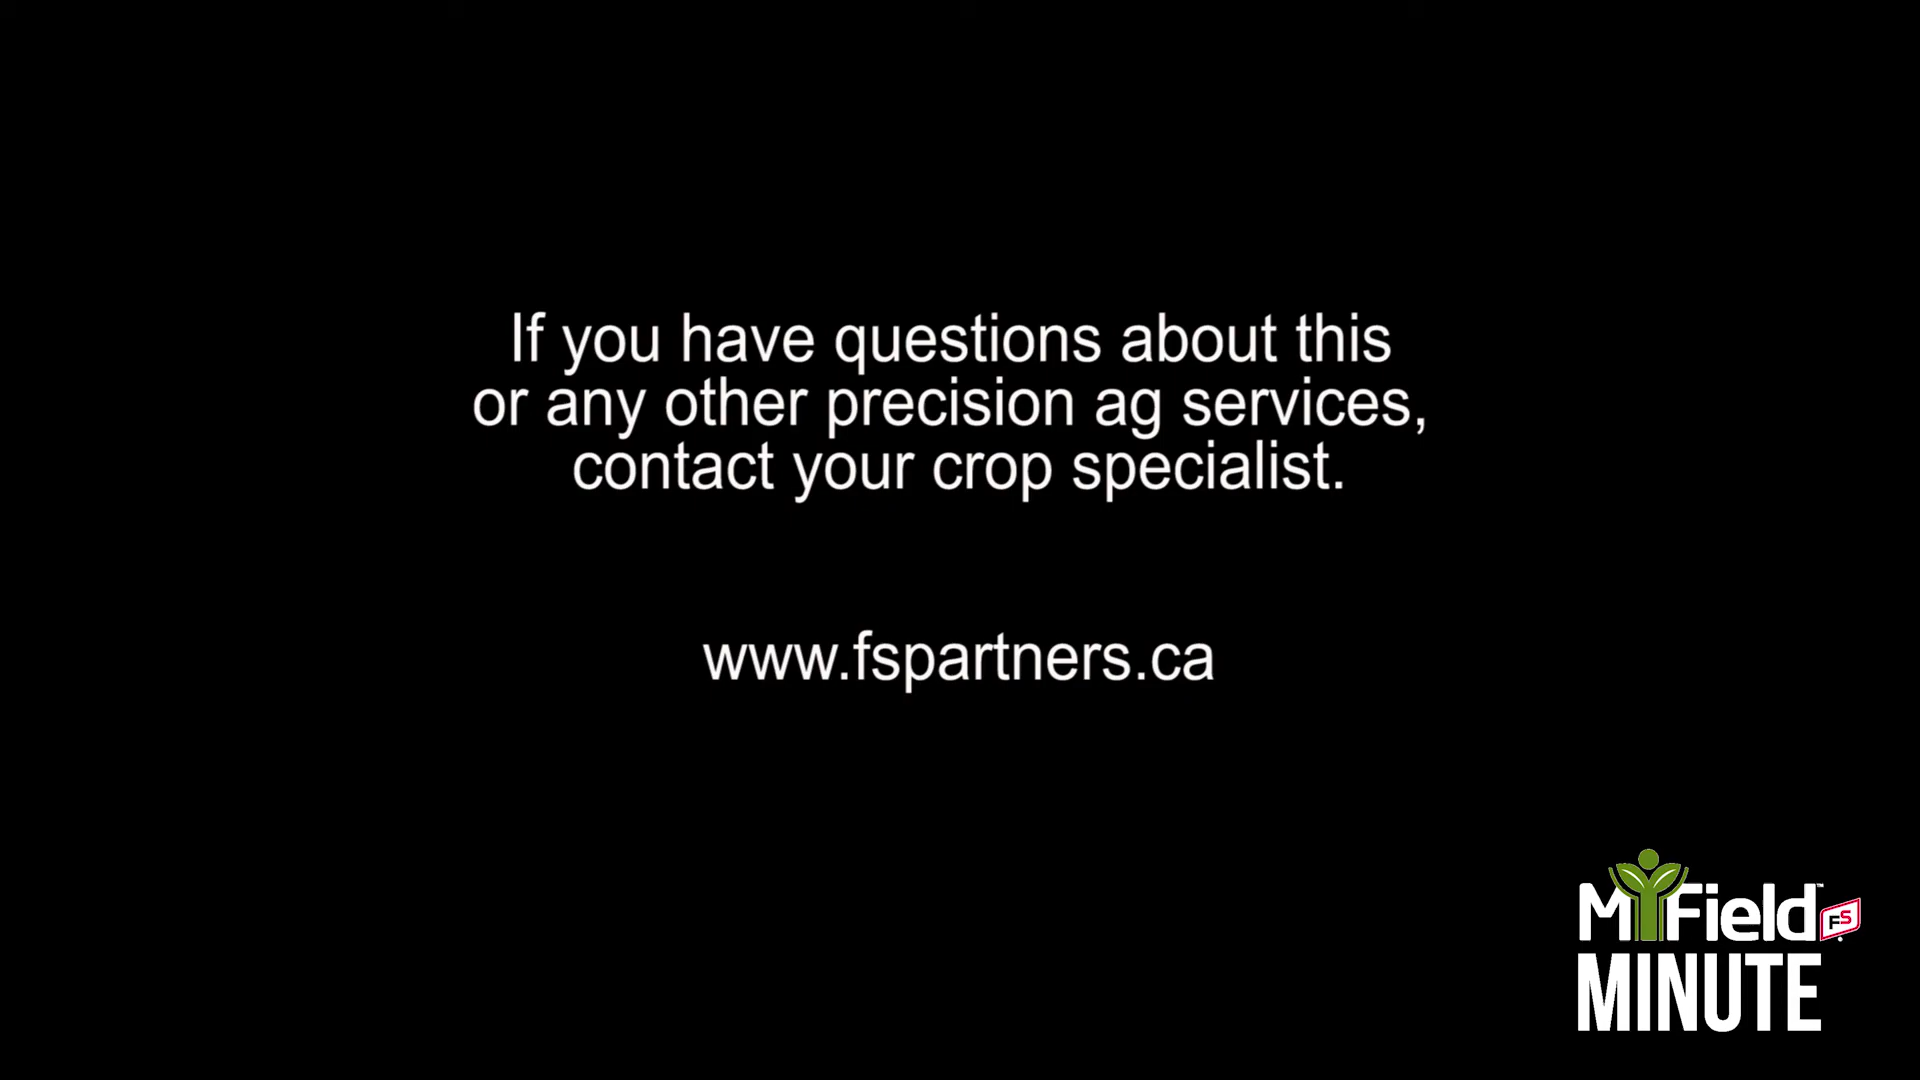 If you have questions about this
or any other precision ag services,
contact your crop specialist.
www.fspartners.ca
MyField™ FS
MINUTE